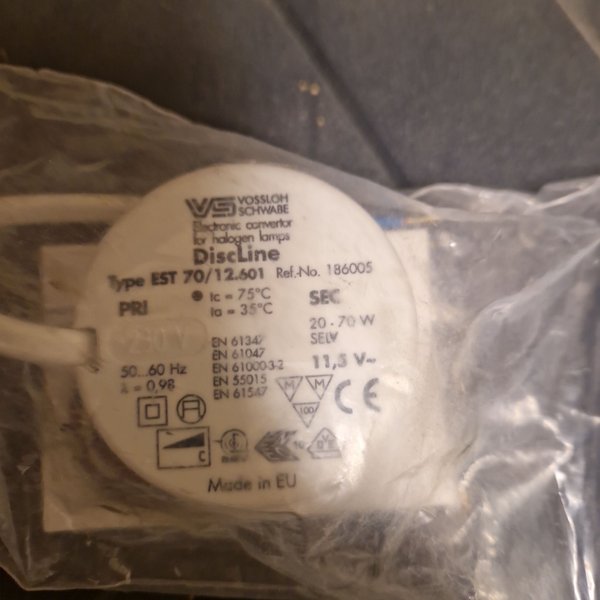 VS VOSSLOH SCHWABE
Electronic convertor
for halogen lamps
DiscLine
Type EST 70/12.601 Ref.-No. 186005
PRI
tc = 75°C
ta = 35°C
SEC
~230 V
50...60 Hz
λ = 0,98
EN 61347
EN 61047
EN 61000-3-2
EN 55015
EN 61547
20 - 70 W
SELV
11,5 V~
M M
100
CE
C
10
Made in EU